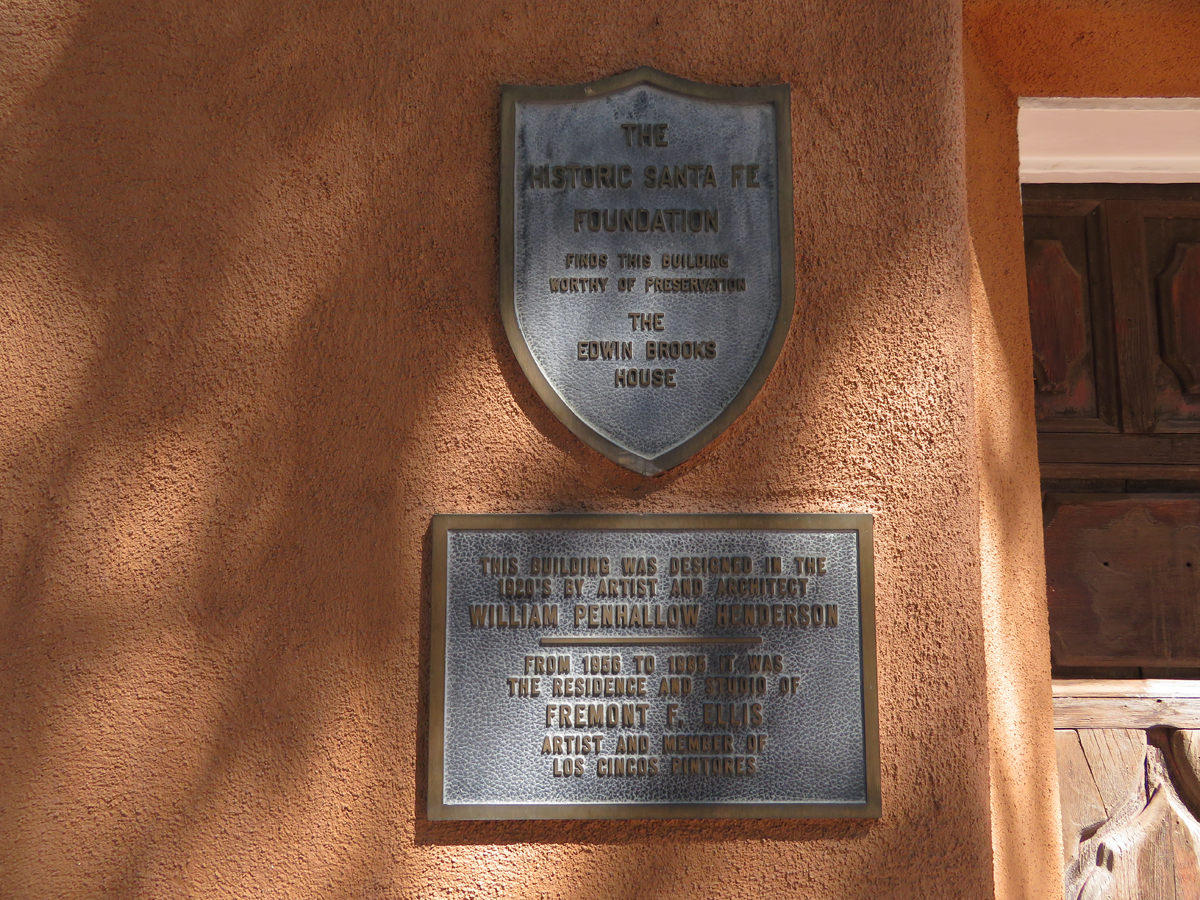 THE
HISTORIC SANTA FE
FOUNDATION
FINDS THIS BUILDING
WORTHY OF PRESERVATION
THE
EDWIN BROOKS
HOUSE
THIS BUILDING WAS DESIGNED IN THE
1920'S BY ARTIST AND ARCHITECT
WILLIAM PENHALLOW HENDERSON
FROM 1956 TO 1985 IT WAS
THE RESIDENCE AND STUDIO OF
FREMONT F. ELLIS
ARTIST AND MEMBER OF
LOS CINCOS PINTORES